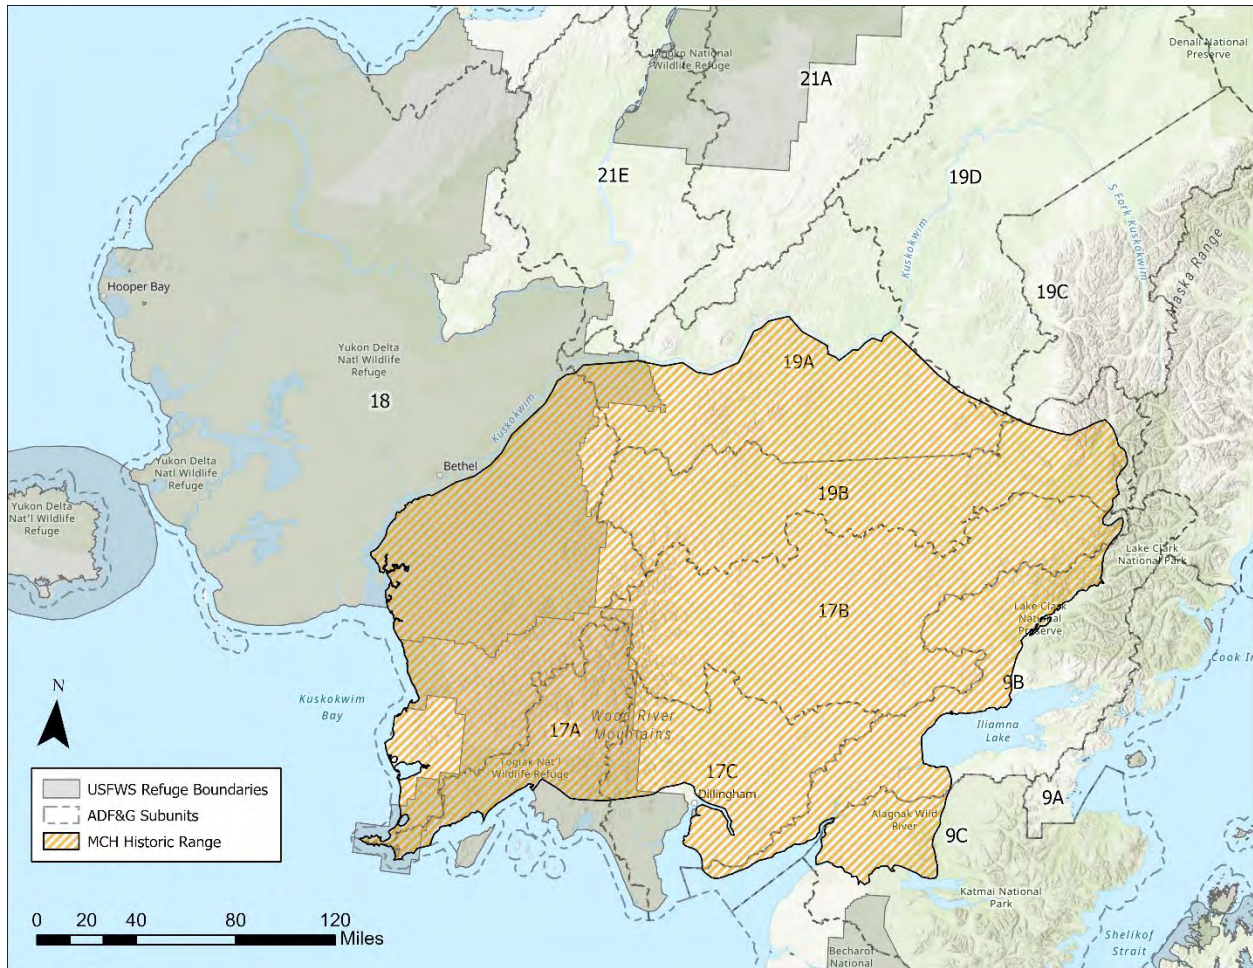 Denali National
Preserve
Innoko National
Wildlife Refuge
21A
21E
19D
Kuskokwim
S Fork Kuskokwim
Alaska Range
19C
Hooper Bay
Yukon Delta
Natl Wildlife
Refuge
18
19A
Kuskokwim
Bethel
Yukon Delta
Natl Wildlife
Refuge
Yukon Delta
Nat'l Wildlife
Refuge
19B
Lake Clark
National Park
17B
Lake Clark
National
Preserve
Cook In
9B
Kuskokwim
Bay
N
Iliamna
Lake
17A
Wood River
Mountains
Togiak Nat'l
Wildlife Refuge
17C
Dillingham
9A
Alagnak Wild
River
9C
Katmai National
Park
Shelikof
Strait
Becharof
National
USFWS Refuge Boundaries
ADF&G Subunits
MCH Historic Range
0 20 40 80 120
Miles